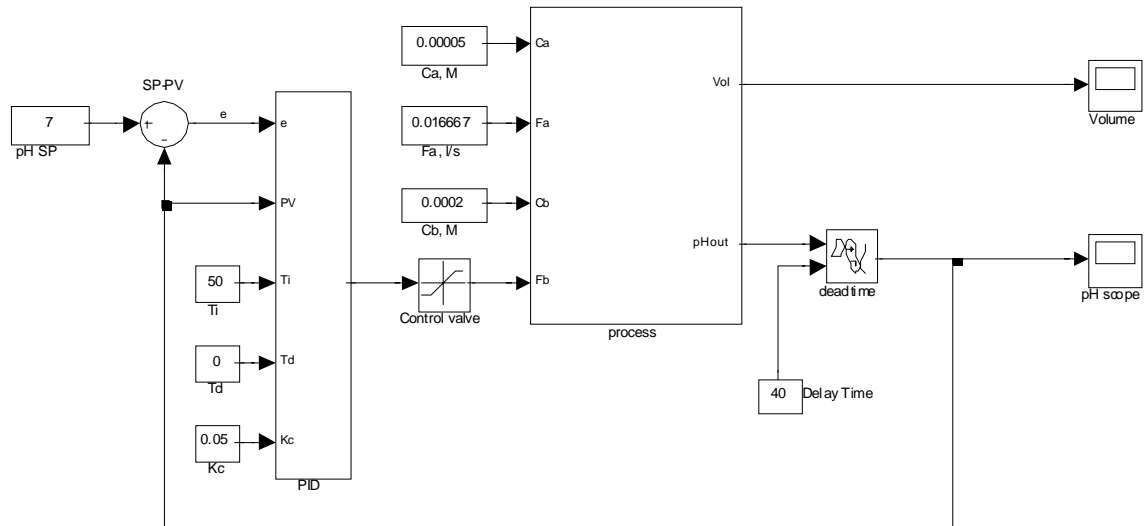 SP-PV
7
pH SP
+
-
e
e
PV
Ti
Td
Kc
PID
50
Ti
0
Td
0.05
Kc
Control valve
0.00005
Ca, M
0.016667
Fa, l/s
0.0002
Cb, M
Ca
Fa
Cb
Fb
Vol
pHout
process
deadtime
40
Delay Time
Volume
pH scope